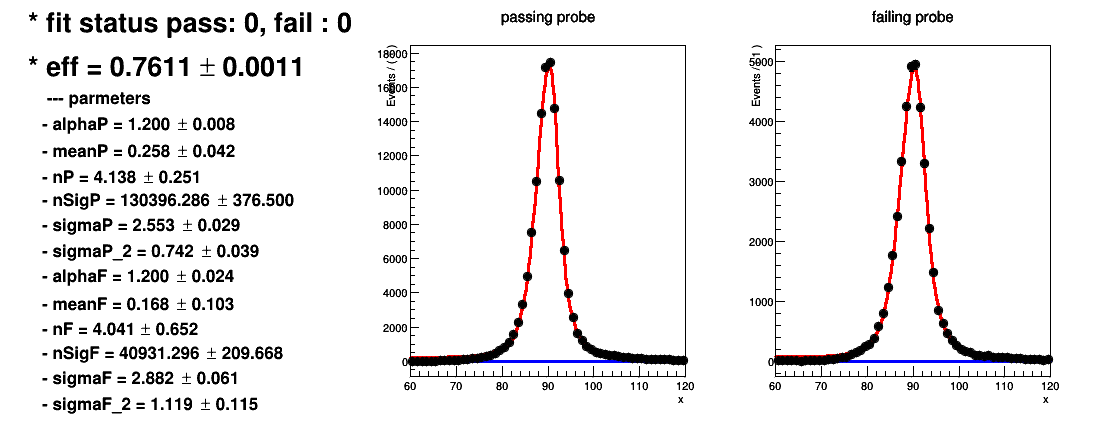 * fit status pass: 0, fail : 0
* eff = 0.7611 ± 0.0011
--- parmeters
- alphaP = 1.200 ± 0.008
- meanP = 0.258 ± 0.042
- nP = 4.138 ± 0.251
- nSigP = 130396.286 ± 376.500
- sigmaP = 2.553 ± 0.029
- sigmaP_2 = 0.742 ± 0.039
- alphaF = 1.200 ± 0.024
- meanF = 0.168 ± 0.103
- nF = 4.041 ± 0.652
- nSigF = 40931.296 ± 209.668
- sigmaF = 2.882 ± 0.061
- sigmaF_2 = 1.119 ± 0.115
passing probe
Events / (
18000
16000
14000
12000
10000
8000
6000
4000
2000
0
60 70 80 90 100 110 120
x
failing probe
Events / ( 1 )
5000
4000
3000
2000
1000
0
60 70 80 90 100 110 120
x